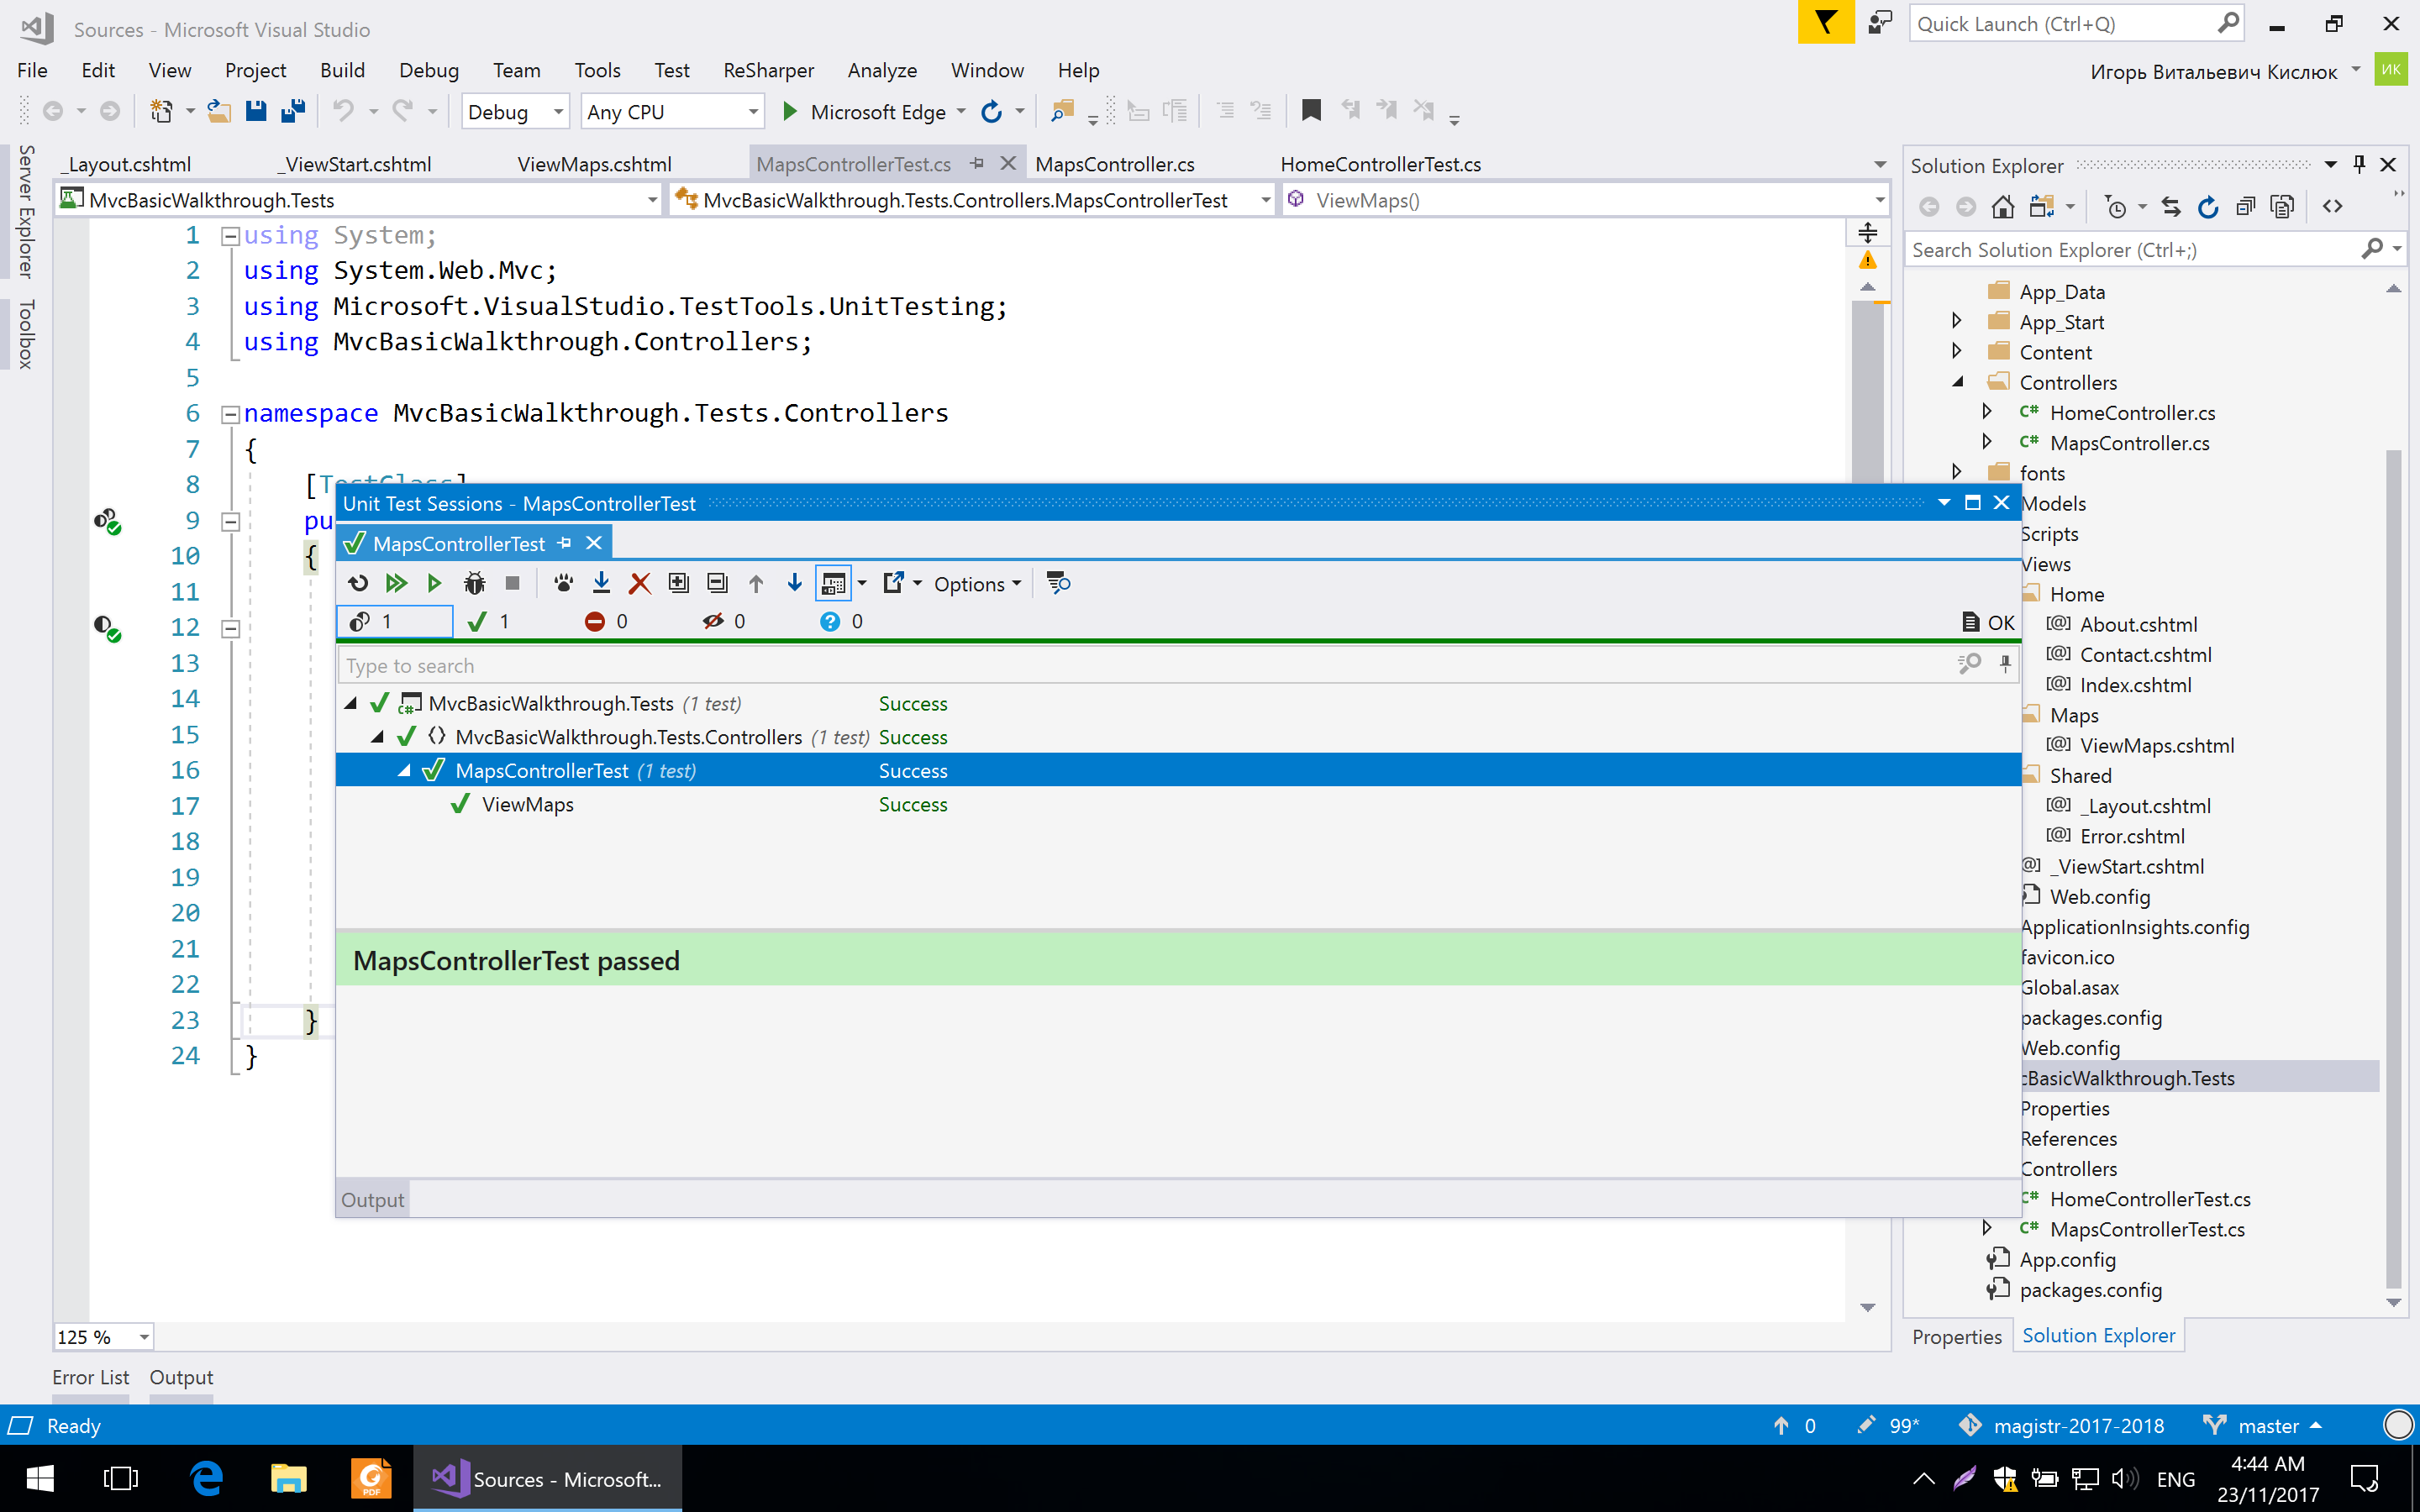 Sources - Microsoft Visual Studio
Quick Launch (Ctrl+Q)
File Edit View Project Build Debug Team Tools Test ReSharper Analyze Window Help
Игорь Витальевич Кислюк
ИК
Debug
Any CPU
Microsoft Edge
Server Explorer
Toolbox
_Layout.cshtml
_ViewStart.cshtml
ViewMaps.cshtml
MapsControllerTest.cs
MapsController.cs
HomeControllerTest.cs
MvcBasicWalkthrough.Tests
MvcBasicWalkthrough.Tests.Controllers.MapsControllerTest
ViewMaps()
1 using System;
2 using System.Web.Mvc;
3 using Microsoft.VisualStudio.TestTools.UnitTesting;
4 using MvcBasicWalkthrough.Controllers;
5
6 namespace MvcBasicWalkthrough.Tests.Controllers
7 {
8 [TestClass]
9 pu
10 {
11
12
13
14
15
16
17
18
19
20
21
22
23 }
24 }
125 %
Unit Test Sessions - MapsControllerTest
MapsControllerTest
Options
1 1 0 0 0
OK
Type to search
MvcBasicWalkthrough.Tests (1 test) Success
MvcBasicWalkthrough.Tests.Controllers (1 test) Success
MapsControllerTest (1 test) Success
ViewMaps Success
MapsControllerTest passed
Output
Solution Explorer
Search Solution Explorer (Ctrl+;)
App_Data
App_Start
Content
Controllers
C# HomeController.cs
C# MapsController.cs
fonts
Models
Scripts
Views
Home
[@] About.cshtml
[@] Contact.cshtml
[@] Index.cshtml
Maps
[@] ViewMaps.cshtml
Shared
[@] _Layout.cshtml
[@] Error.cshtml
@] _ViewStart.cshtml
Web.config
ApplicationInsights.config
favicon.ico
Global.asax
packages.config
Web.config
cBasicWalkthrough.Tests
Properties
References
Controllers
C# HomeControllerTest.cs
C# MapsControllerTest.cs
App.config
packages.config
Properties
Solution Explorer
Error List
Output
Ready
0
99*
magistr-2017-2018
master
PDF
Sources - Microsoft...
ENG
4:44 AM
23/11/2017